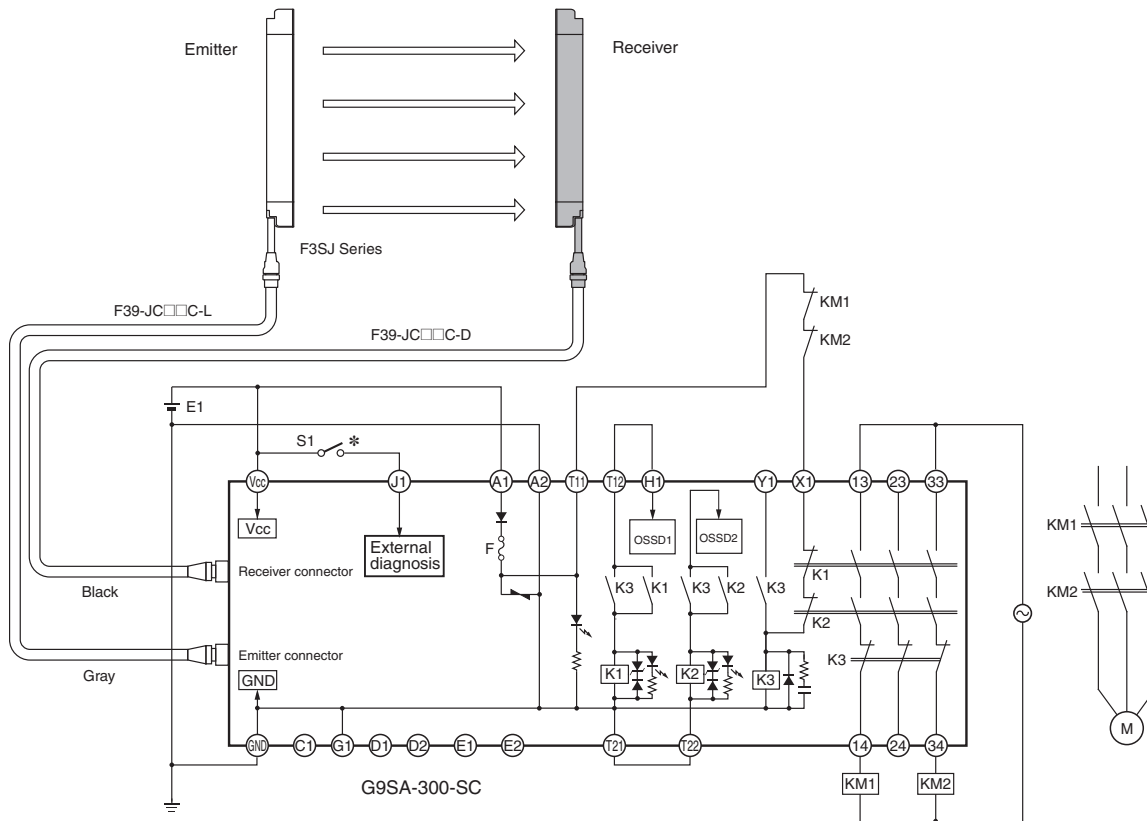 Emitter
Receiver
F3SJ Series
F39-JC□□C-L
F39-JC□□C-D
KM1
KM2
E1
S1 *
Vcc
J1
A1
A2
T11
T12
H1
Y1
X1
13
23
33
Vcc
External
diagnosis
F
OSSD1
OSSD2
KM1
KM2
Receiver connector
Black
K3
K1
K3
K2
K3
K1
K2
K3
Emitter connector
Gray
GND
K1
K2
K3
M
GND
C1
G1
D1
D2
E1
E2
T21
T22
14
24
34
G9SA-300-SC
KM1
KM2